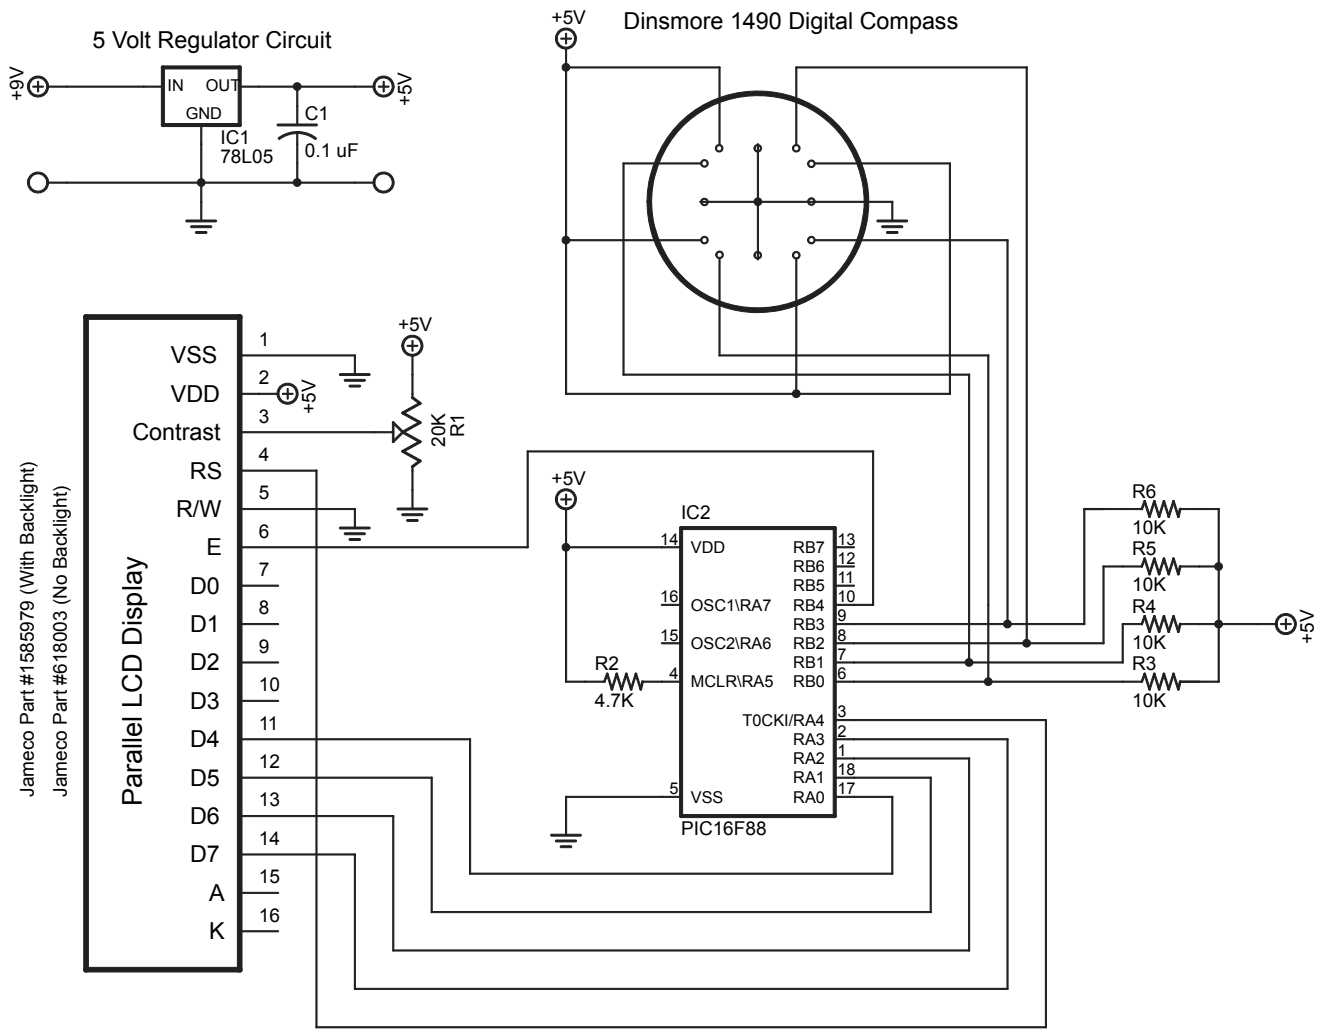 5 Volt Regulator Circuit
+9V
IN OUT
GND
+5V
IC1
78L05
C1
0.1 uF
Dinsmore 1490 Digital Compass
+5V
Jameco Part #1585979 (With Backlight)
Jameco Part #618003 (No Backlight)
Parallel LCD Display
VSS 1
VDD 2
+5V
Contrast 3
RS 4
R/W 5
E 6
D0 7
D1 8
D2 9
D3 10
D4 11
D5 12
D6 13
D7 14
A 15
K 16
+5V
20K
R1
+5V
R2
4.7K
IC2
14 VDD
16 OSC1\RA7
15 OSC2\RA6
4 MCLR\RA5
5 VSS
RB7 13
RB6 12
RB5 11
RB4 10
RB3 9
RB2 8
RB1 7
RB0 6
T0CKI/RA4 3
RA3 2
RA2 1
RA1 18
RA0 17
PIC16F88
R6
10K
R5
10K
R4
10K
R3
10K
+5V